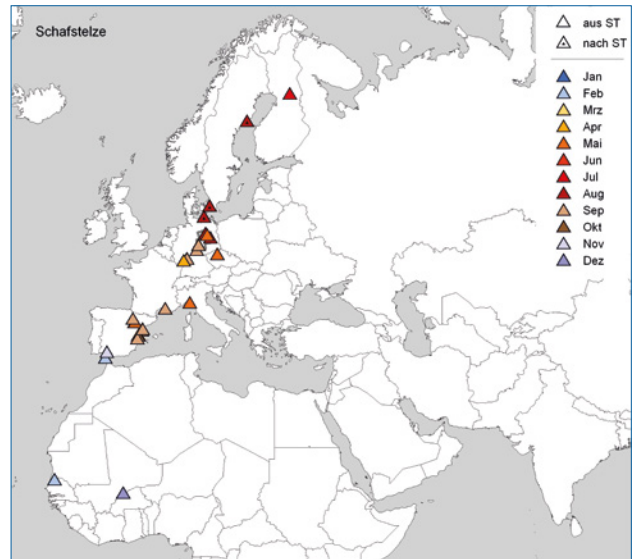 Schafstelze
aus ST
nach ST
Jan
Feb
Mrz
Apr
Mai
Jun
Jul
Aug
Sep
Okt
Nov
Dez